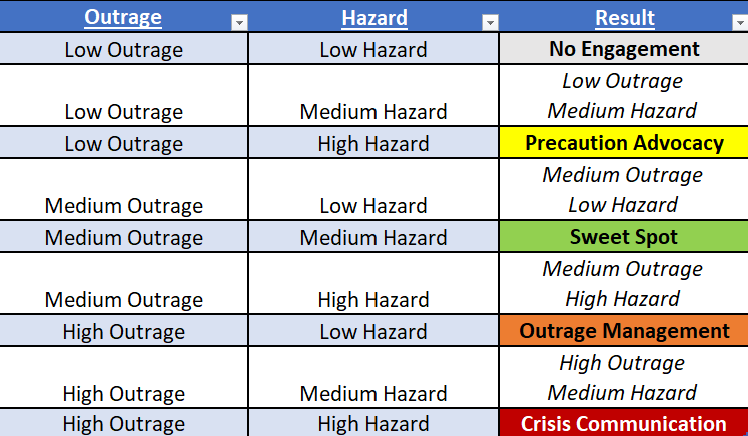 Outrage Hazard Result
Low Outrage Low Hazard No Engagement
Low Outrage
Low Outrage Medium Hazard Medium Hazard
Low Outrage High Hazard Precaution Advocacy
Medium Outrage
Medium Outrage Low Hazard Low Hazard
Medium Outrage Medium Hazard Sweet Spot
Medium Outrage
Medium Outrage High Hazard High Hazard
High Outrage Low Hazard Outrage Management
High Outrage
High Outrage Medium Hazard Medium Hazard
High Outrage High Hazard Crisis Communication